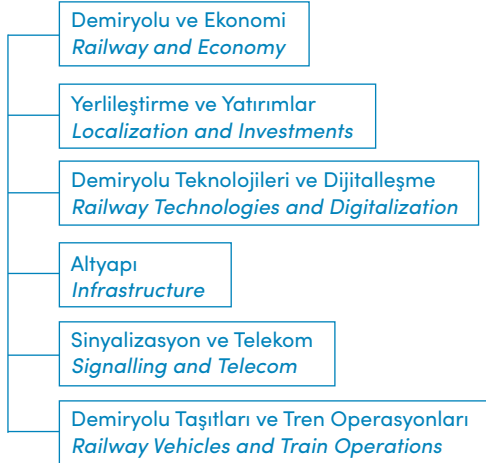 Demiryolu ve Ekonomi
Railway and Economy
Yerlileştirme ve Yatırımlar
Localization and Investments
Demiryolu Teknolojileri ve Dijitalleşme
Railway Technologies and Digitalization
Altyapı
Infrastructure
Sinyalizasyon ve Telekom
Signalling and Telecom
Demiryolu Taşıtları ve Tren Operasyonları
Railway Vehicles and Train Operations